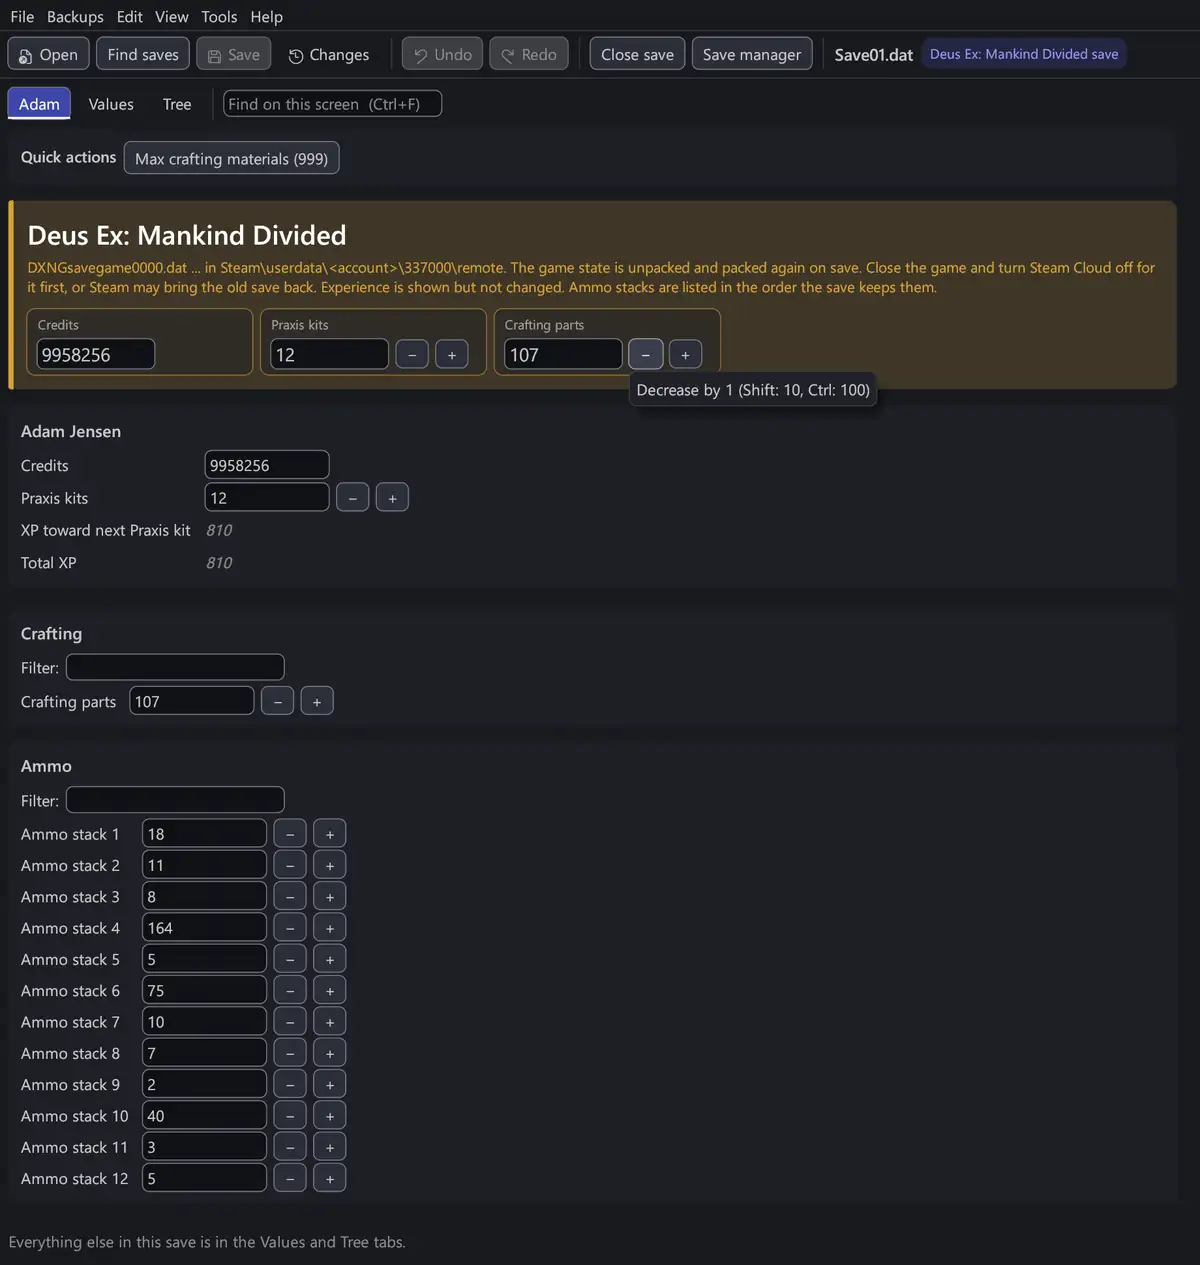 File Backups Edit View Tools Help
Open Find saves Save Changes Undo Redo Close save Save manager Save01.dat Deus Ex: Mankind Divided save
Adam Values Tree Find on this screen (Ctrl+F)
Quick actions Max crafting materials (999)
Deus Ex: Mankind Divided
DXNGsavegame0000.dat ... in Steam\userdata\<account>\337000\remote. The game state is unpacked and packed again on save. Close the game and turn Steam Cloud off for
it first, or Steam may bring the old save back. Experience is shown but not changed. Ammo stacks are listed in the order the save keeps them.
Credits Praxis kits Crafting parts
9958256 12 − + 107 − +
Decrease by 1 (Shift: 10, Ctrl: 100)
Adam Jensen
Credits 9958256
Praxis kits 12 − +
XP toward next Praxis kit 810
Total XP 810
Crafting
Filter:
Crafting parts 107 − +
Ammo
Filter:
Ammo stack 1 18 − +
Ammo stack 2 11 − +
Ammo stack 3 8 − +
Ammo stack 4 164 − +
Ammo stack 5 5 − +
Ammo stack 6 75 − +
Ammo stack 7 10 − +
Ammo stack 8 7 − +
Ammo stack 9 2 − +
Ammo stack 10 40 − +
Ammo stack 11 3 − +
Ammo stack 12 5 − +
Everything else in this save is in the Values and Tree tabs.